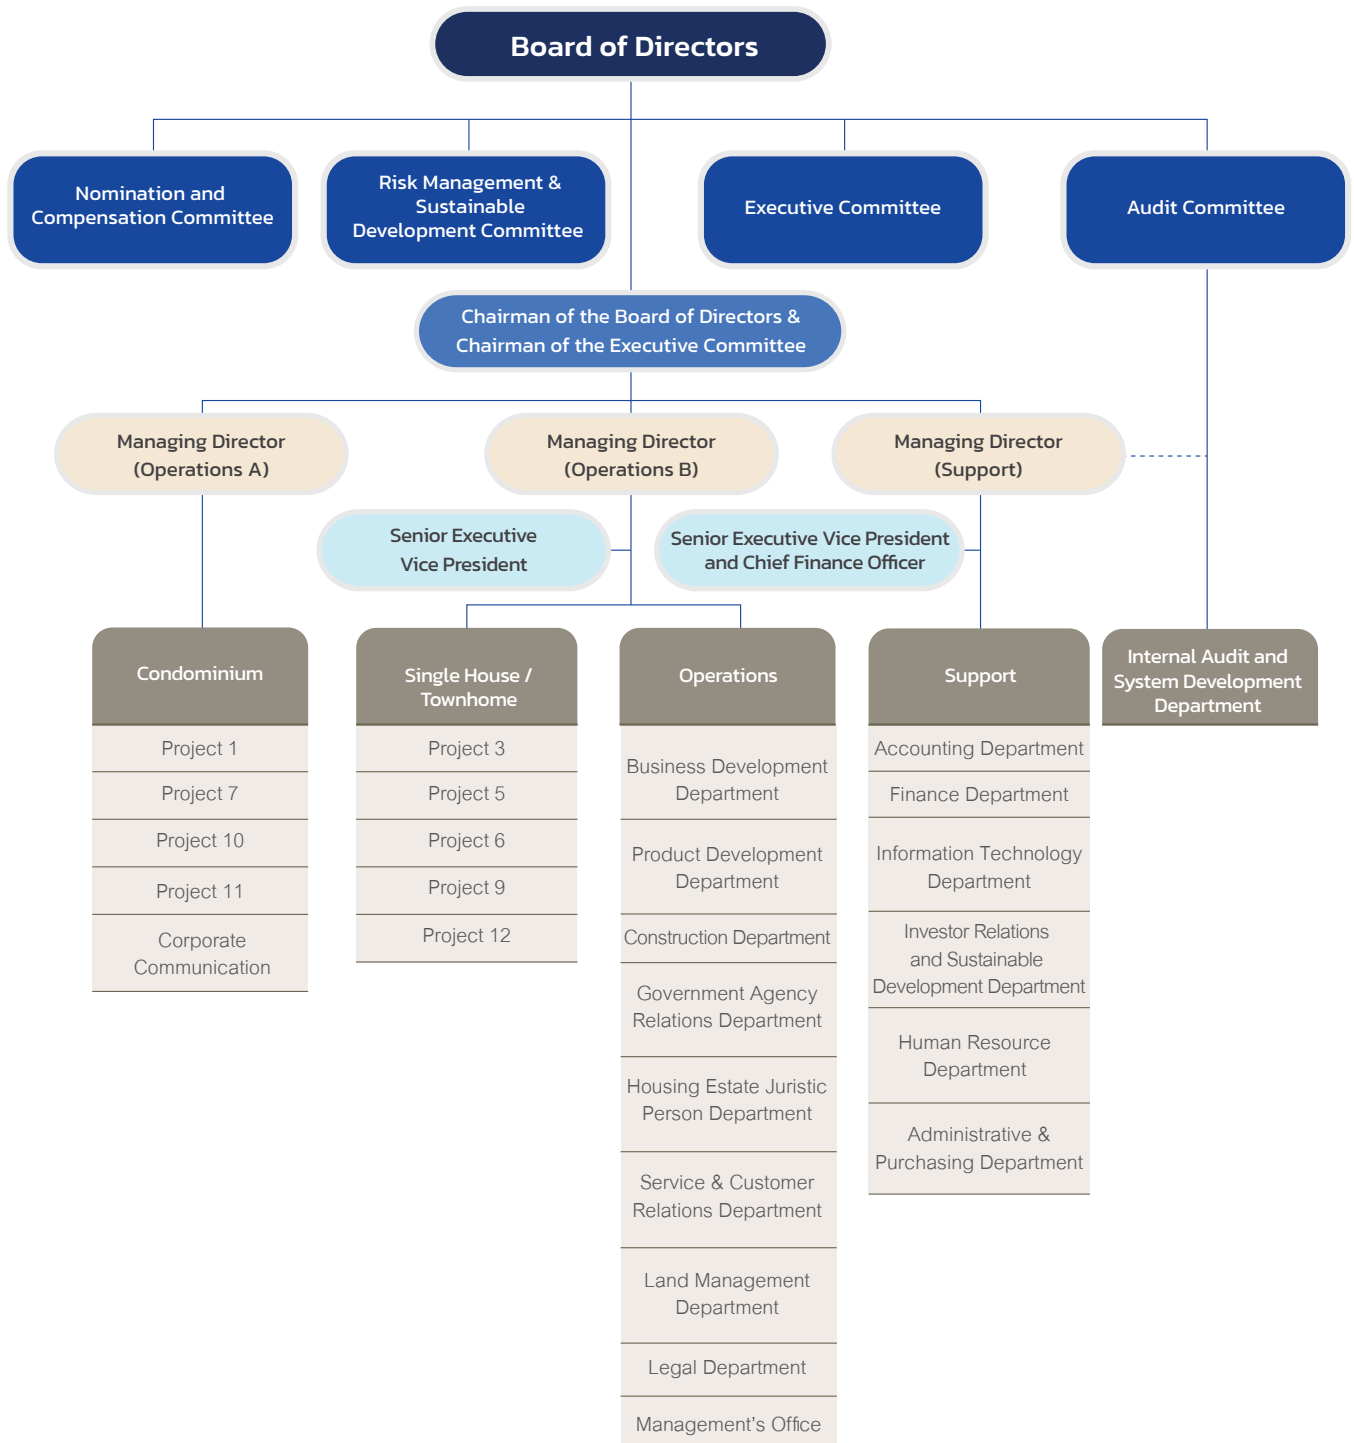 Board of Directors
Nomination and
Compensation Committee
Risk Management &
Sustainable
Development Committee
Executive Committee
Audit Committee
Chairman of the Board of Directors &
Chairman of the Executive Committee
Managing Director
(Operations A)
Managing Director
(Operations B)
Managing Director
(Support)
Senior Executive
Vice President
Senior Executive Vice President
and Chief Finance Officer
Condominium
Project 1
Project 7
Project 10
Project 11
Corporate
Communication
Single House /
Townhome
Project 3
Project 5
Project 6
Project 9
Project 12
Operations
Business Development
Department
Product Development
Department
Construction Department
Government Agency
Relations Department
Housing Estate Juristic
Person Department
Service & Customer
Relations Department
Land Management
Department
Legal Department
Management's Office
Support
Accounting Department
Finance Department
Information Technology
Department
Investor Relations
and Sustainable
Development Department
Human Resource
Department
Administrative &
Purchasing Department
Internal Audit and
System Development
Department